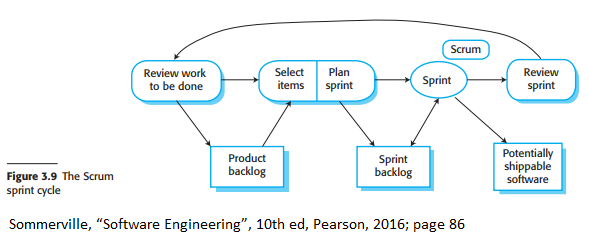 Scrum
Review work
to be done
Select
items
Plan
sprint
Sprint
Review
sprint
Product
backlog
Sprint
backlog
Potentially
shippable
software
Figure 3.9 The Scrum
sprint cycle
Sommerville, “Software Engineering”, 10th ed, Pearson, 2016; page 86